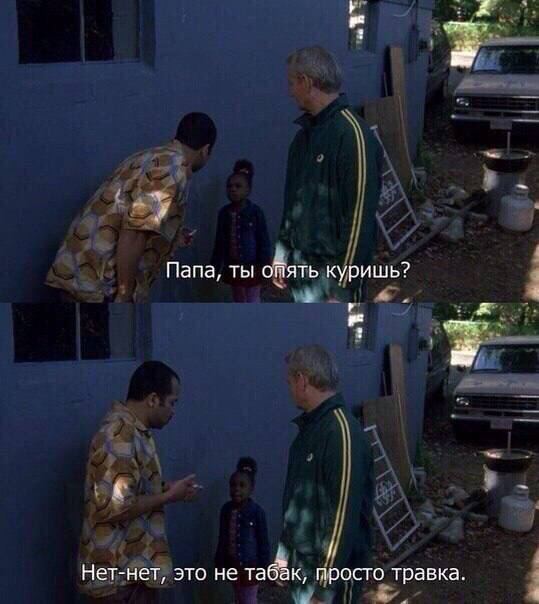 Папа, ты опять куришь?
Нет-нет, это не табак, просто травка.